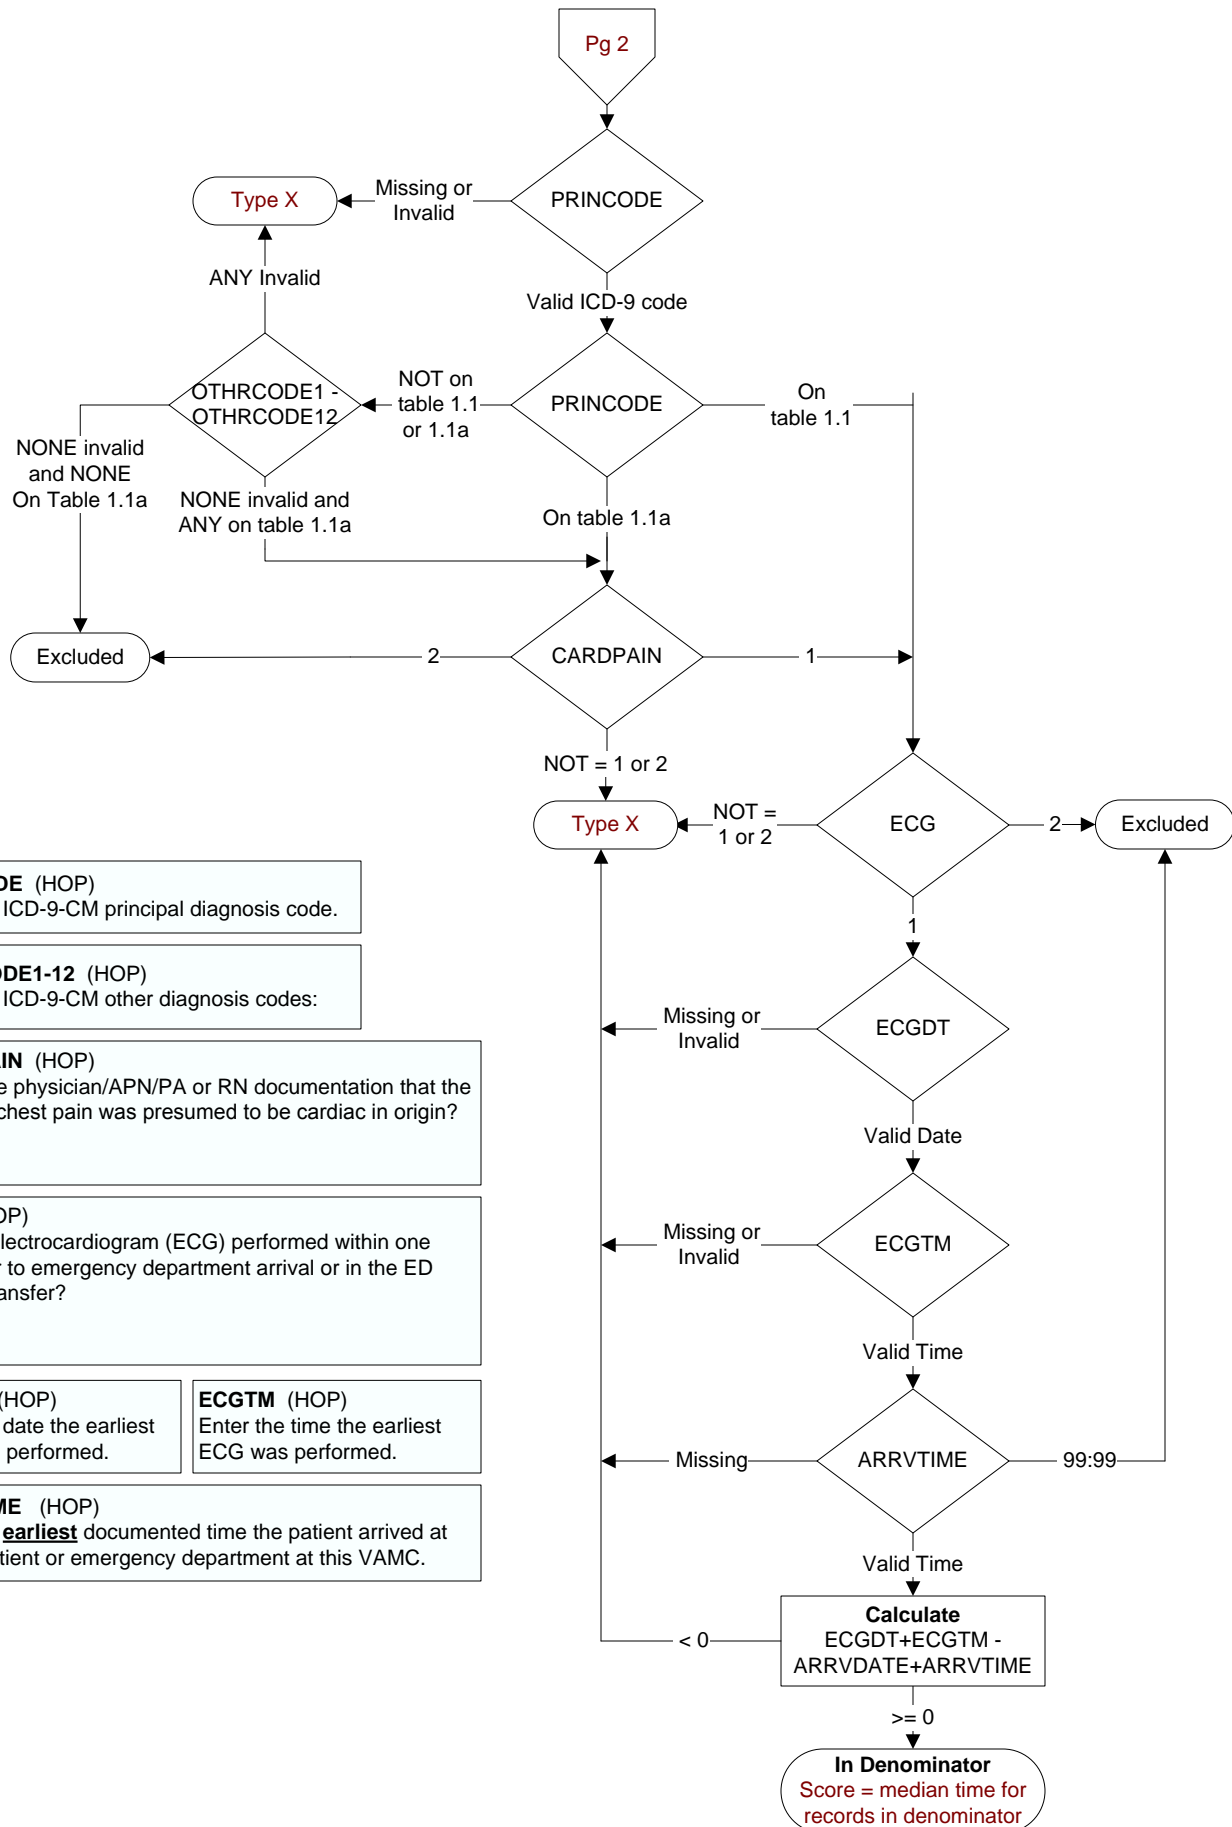 Pg 2
PRINCODE
Missing or
Invalid
Type X
ANY Invalid
Valid ICD-9 code
OTHRCODE1 -
OTHRCODE12
NOT on
table 1.1
or 1.1a
PRINCODE
On
table 1.1
NONE invalid
and NONE
On Table 1.1a
NONE invalid and
ANY on table 1.1a
On table 1.1a
Excluded
2
CARDPAIN
1
NOT = 1 or 2
Type X
NOT =
1 or 2
ECG
2
Excluded
1
DE (HOP)
ICD-9-CM principal diagnosis code.
ODE1-12 (HOP)
ICD-9-CM other diagnosis codes:
Missing or
Invalid
ECGDT
AIN (HOP)
e physician/APN/PA or RN documentation that the
chest pain was presumed to be cardiac in origin?
Valid Date
OP)
lectrocardiogram (ECG) performed within one
r to emergency department arrival or in the ED
ansfer?
Missing or
Invalid
ECGTM
Valid Time
(HOP)
date the earliest
performed.
ECGTM (HOP)
Enter the time the earliest
ECG was performed.
Missing
ARRVTIME
99:99
ME (HOP)
earliest documented time the patient arrived at
tient or emergency department at this VAMC.
Valid Time
Calculate
ECGDT+ECGTM -
ARRVDATE+ARRVTIME
< 0
>= 0
In Denominator
Score = median time for
records in denominator